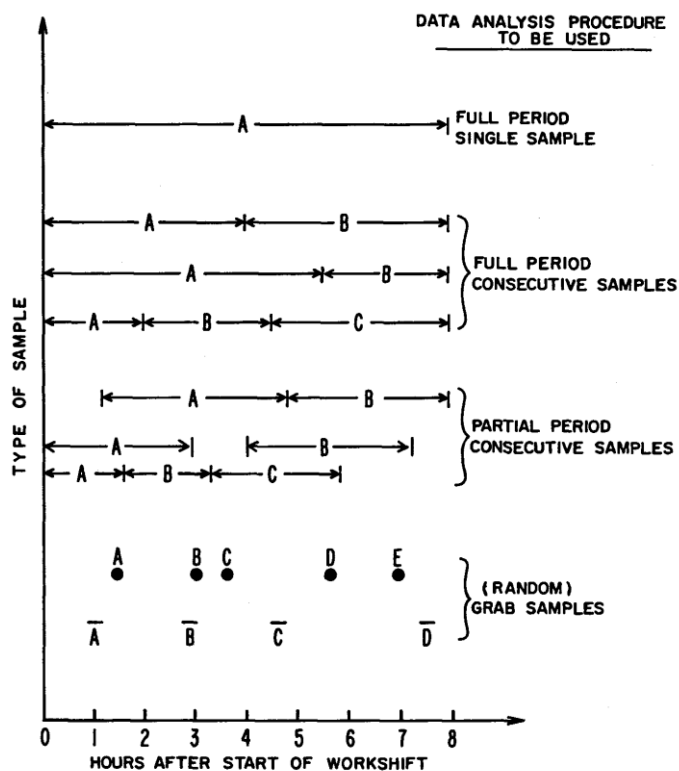 DATA ANALYSIS PROCEDURE
TO BE USED
A
FULL PERIOD
SINGLE SAMPLE
A B
A B
FULL PERIOD
CONSECUTIVE SAMPLES
A B C
A B
A B
PARTIAL PERIOD
CONSECUTIVE SAMPLES
A B C
A B C D E
(RANDOM)
GRAB SAMPLES
A B C D
TYPE OF SAMPLE
0 1 2 3 4 5 6 7 8
HOURS AFTER START OF WORKSHIFT